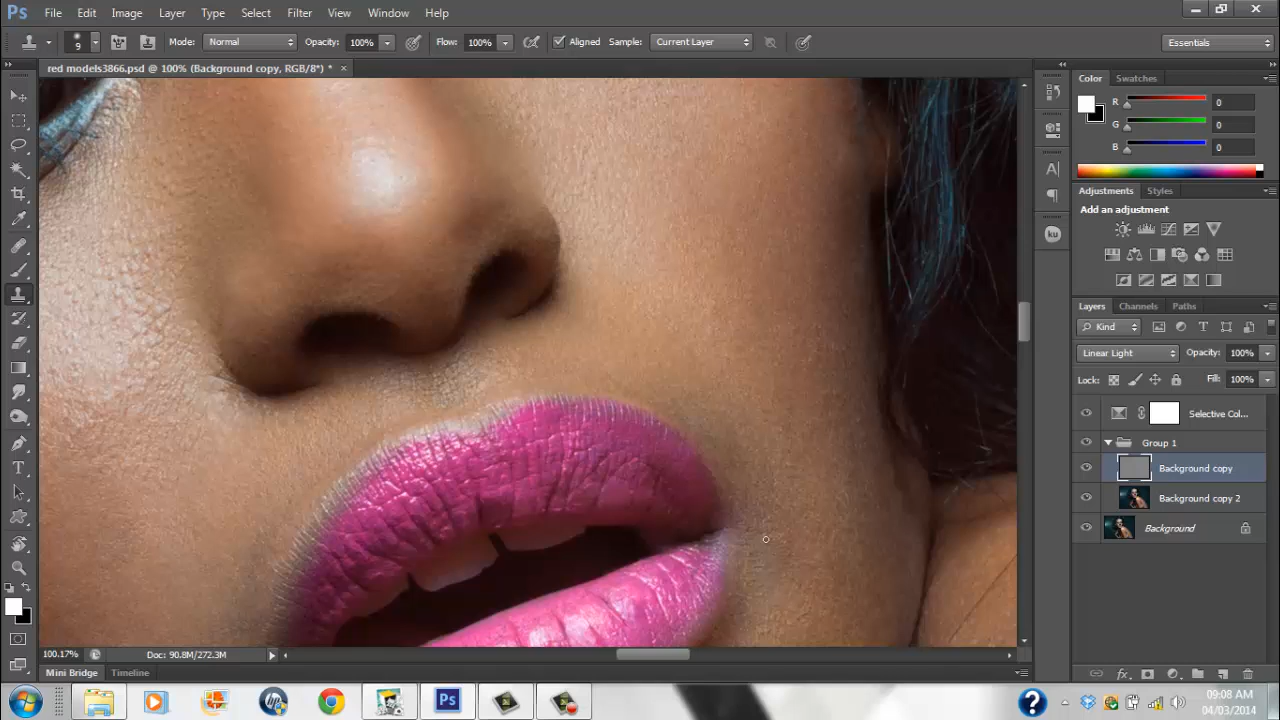 Ps File Edit Image Layer Type Select Filter View Window Help
9 Mode: Normal Opacity: 100% Flow: 100% Aligned Sample: Current Layer Essentials
red models3866.psd @ 100% (Background copy, RGB/8*) * ×
Color Swatches
R 0
G 0
B 0
Adjustments Styles
Add an adjustment
Layers Channels Paths
Kind
Linear Light Opacity: 100%
Lock: Fill: 100%
Selective Col...
Group 1
Background copy
Background copy 2
Background
100.17% Doc: 90.8M/272.3M
Mini Bridge Timeline
Ps
09:08 AM
04/03/2014